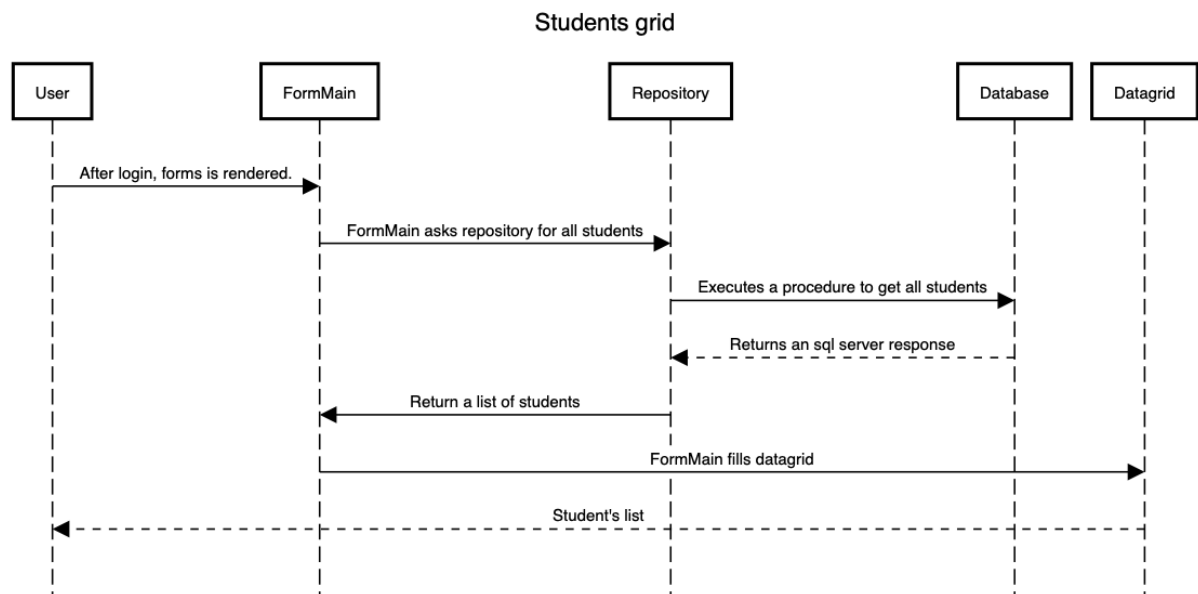 Students grid
User
FormMain
Repository
Database
Datagrid
After login, forms is rendered.
FormMain asks repository for all students
Executes a procedure to get all students
Returns an sql server response
Return a list of students
FormMain fills datagrid
Student's list